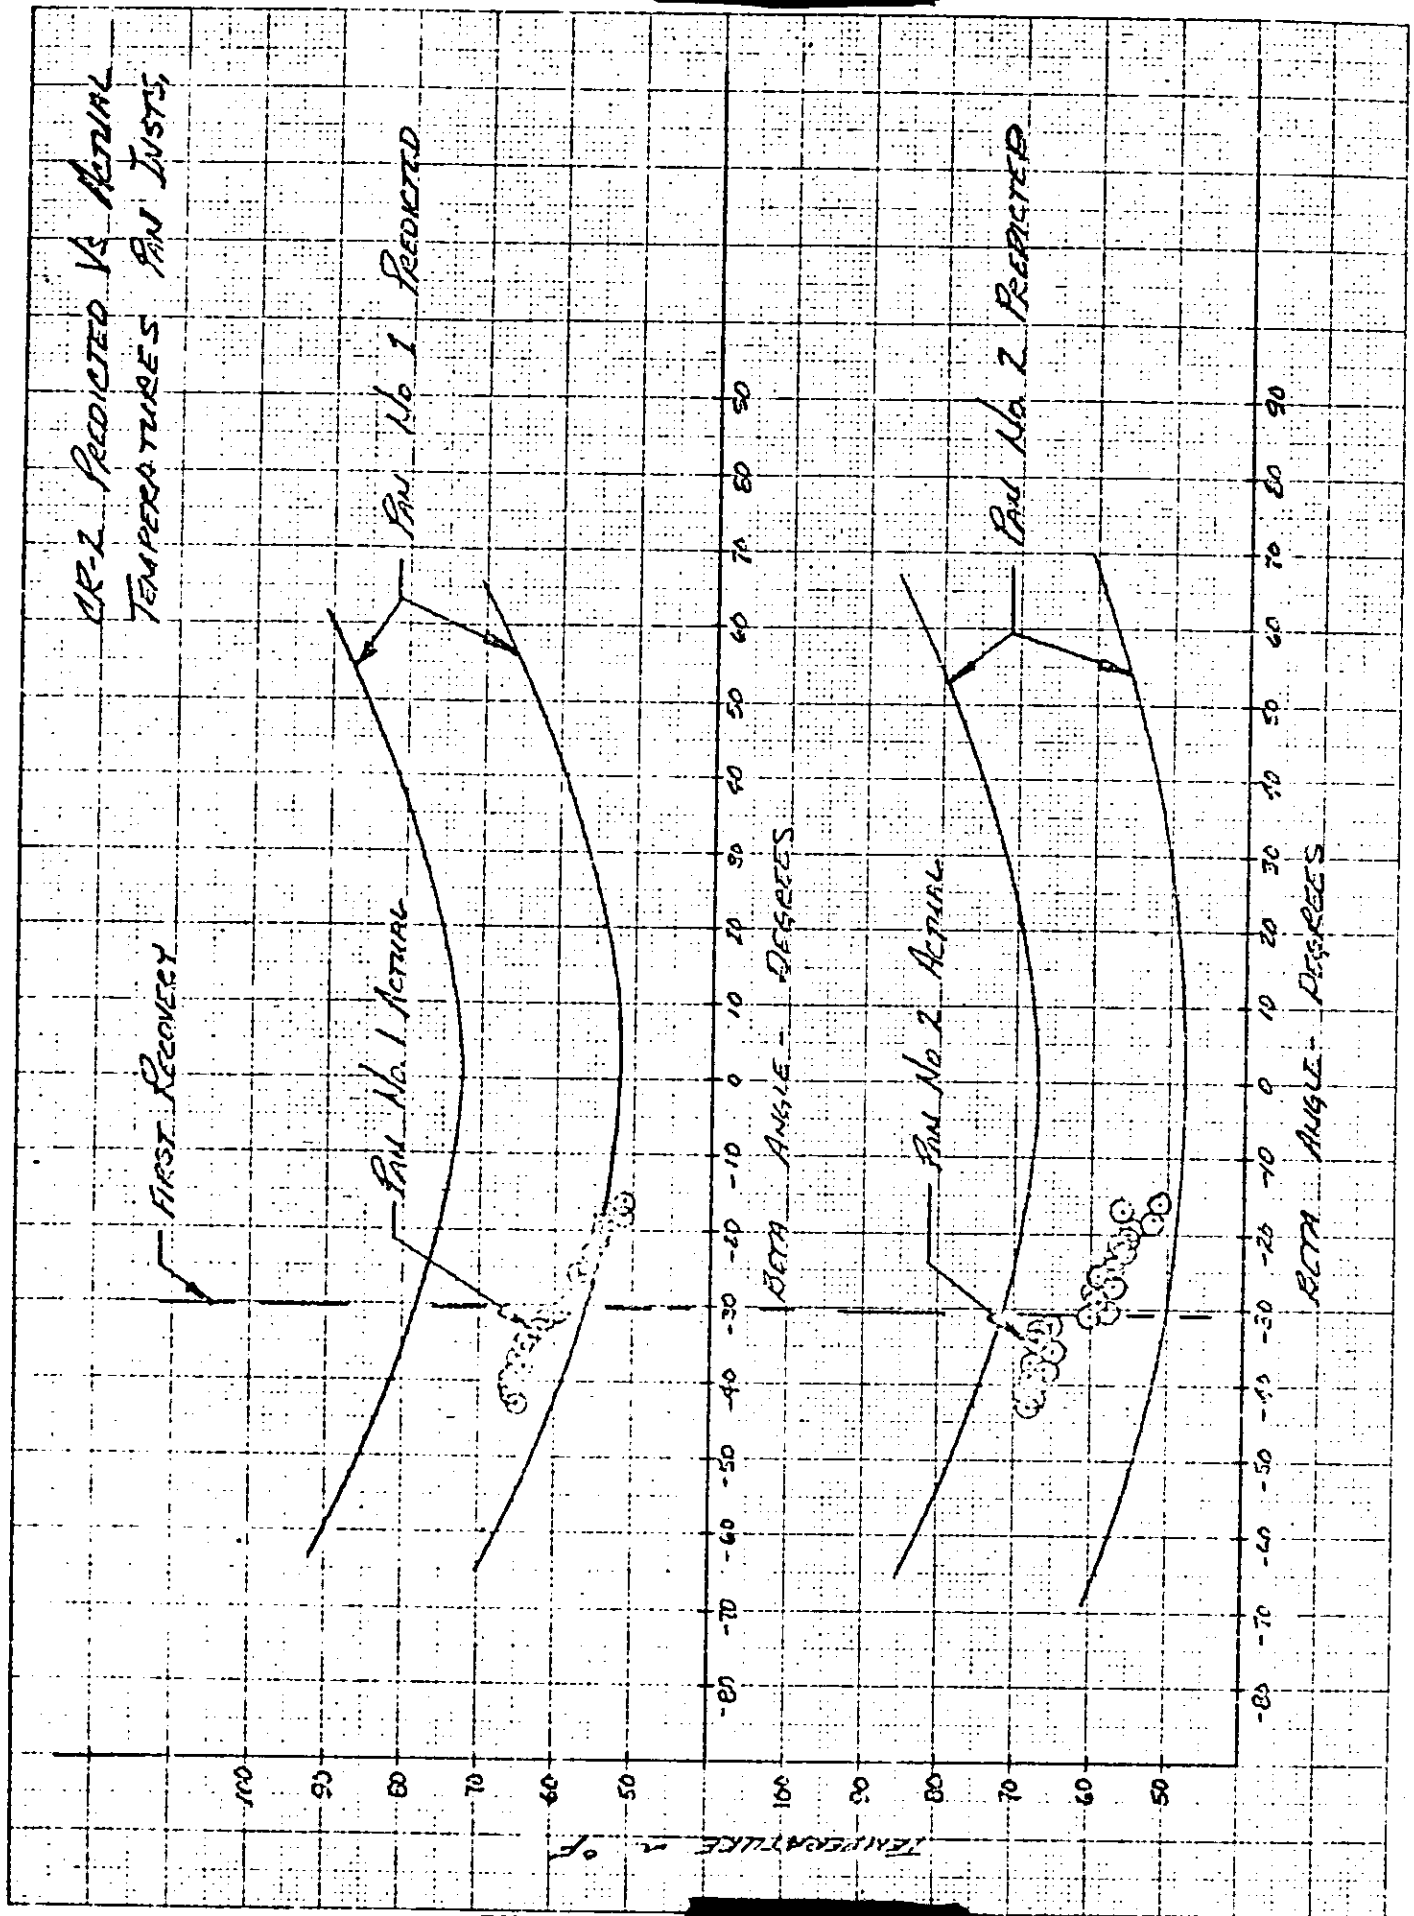 CR-2 PREDICTED VS ACTUAL
TEMPERATURES PAN INSTS,
FIRST RECOVERY
PAN No 1 PREDICTED
PAN No. 1 ACTUAL
100
90
80
70
60
50
-80 -70 -60 -50 -40 -30 -20 -10 0 10 20 30 40 50 60 70 80 90
BETA ANGLE - DEGREES
TEMPERATURE ~ °F
PAN No. 2 PREDICTED
PAN No 2 ACTUAL
100
90
80
70
60
50
-80 -70 -60 -50 -40 -30 -20 -10 0 10 20 30 40 50 60 70 80 90
BETA ANGLE - DEGREES